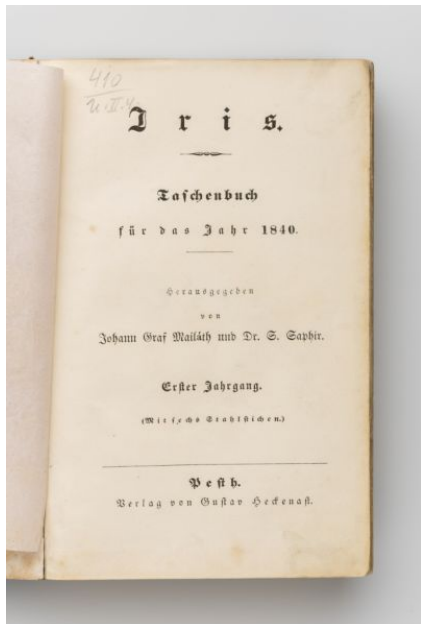 410
Iris.
Taschenbuch
für das Jahr 1840.
Herausgegeben
von
Johann Graf Mailáth und Dr. S. Saphir.
Erster Jahrgang.
(Mit sechs Stahlstichen.)
Pesth.
Verlag von Gustav Heckenast.